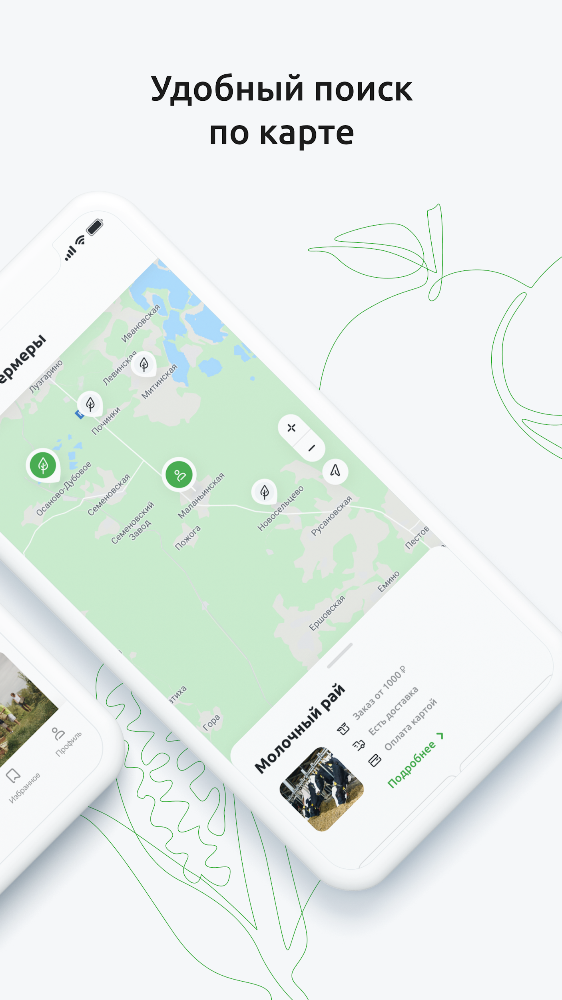 Удобный поиск
по карте
ермеры
Ивановская
Лузгарино
Левинская
Митинская
Починки
Осаново-Дубовое
Семеновская
Маланьинская
Семеновский
Завод
Пожога
Новосельцево
Русановская
Пестов
Емино
Ершовская
атиха
Гора
Молочный рай
Заказ от 1000 ₽
Есть доставка
Оплата картой
Подробнее
Профиль
Избранное